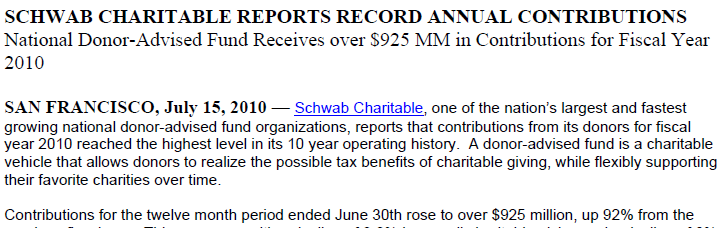 SCHWAB CHARITABLE REPORTS RECORD ANNUAL CONTRIBUTIONS
National Donor-Advised Fund Receives over $925 MM in Contributions for Fiscal Year
2010
SAN FRANCISCO, July 15, 2010 — Schwab Charitable, one of the nation's largest and fastest
growing national donor-advised fund organizations, reports that contributions from its donors for fiscal
year 2010 reached the highest level in its 10 year operating history.  A donor-advised fund is a charitable
vehicle that allows donors to realize the possible tax benefits of charitable giving, while flexibly supporting
their favorite charities over time.
Contributions for the twelve month period ended June 30th rose to over $925 million, up 92% from the